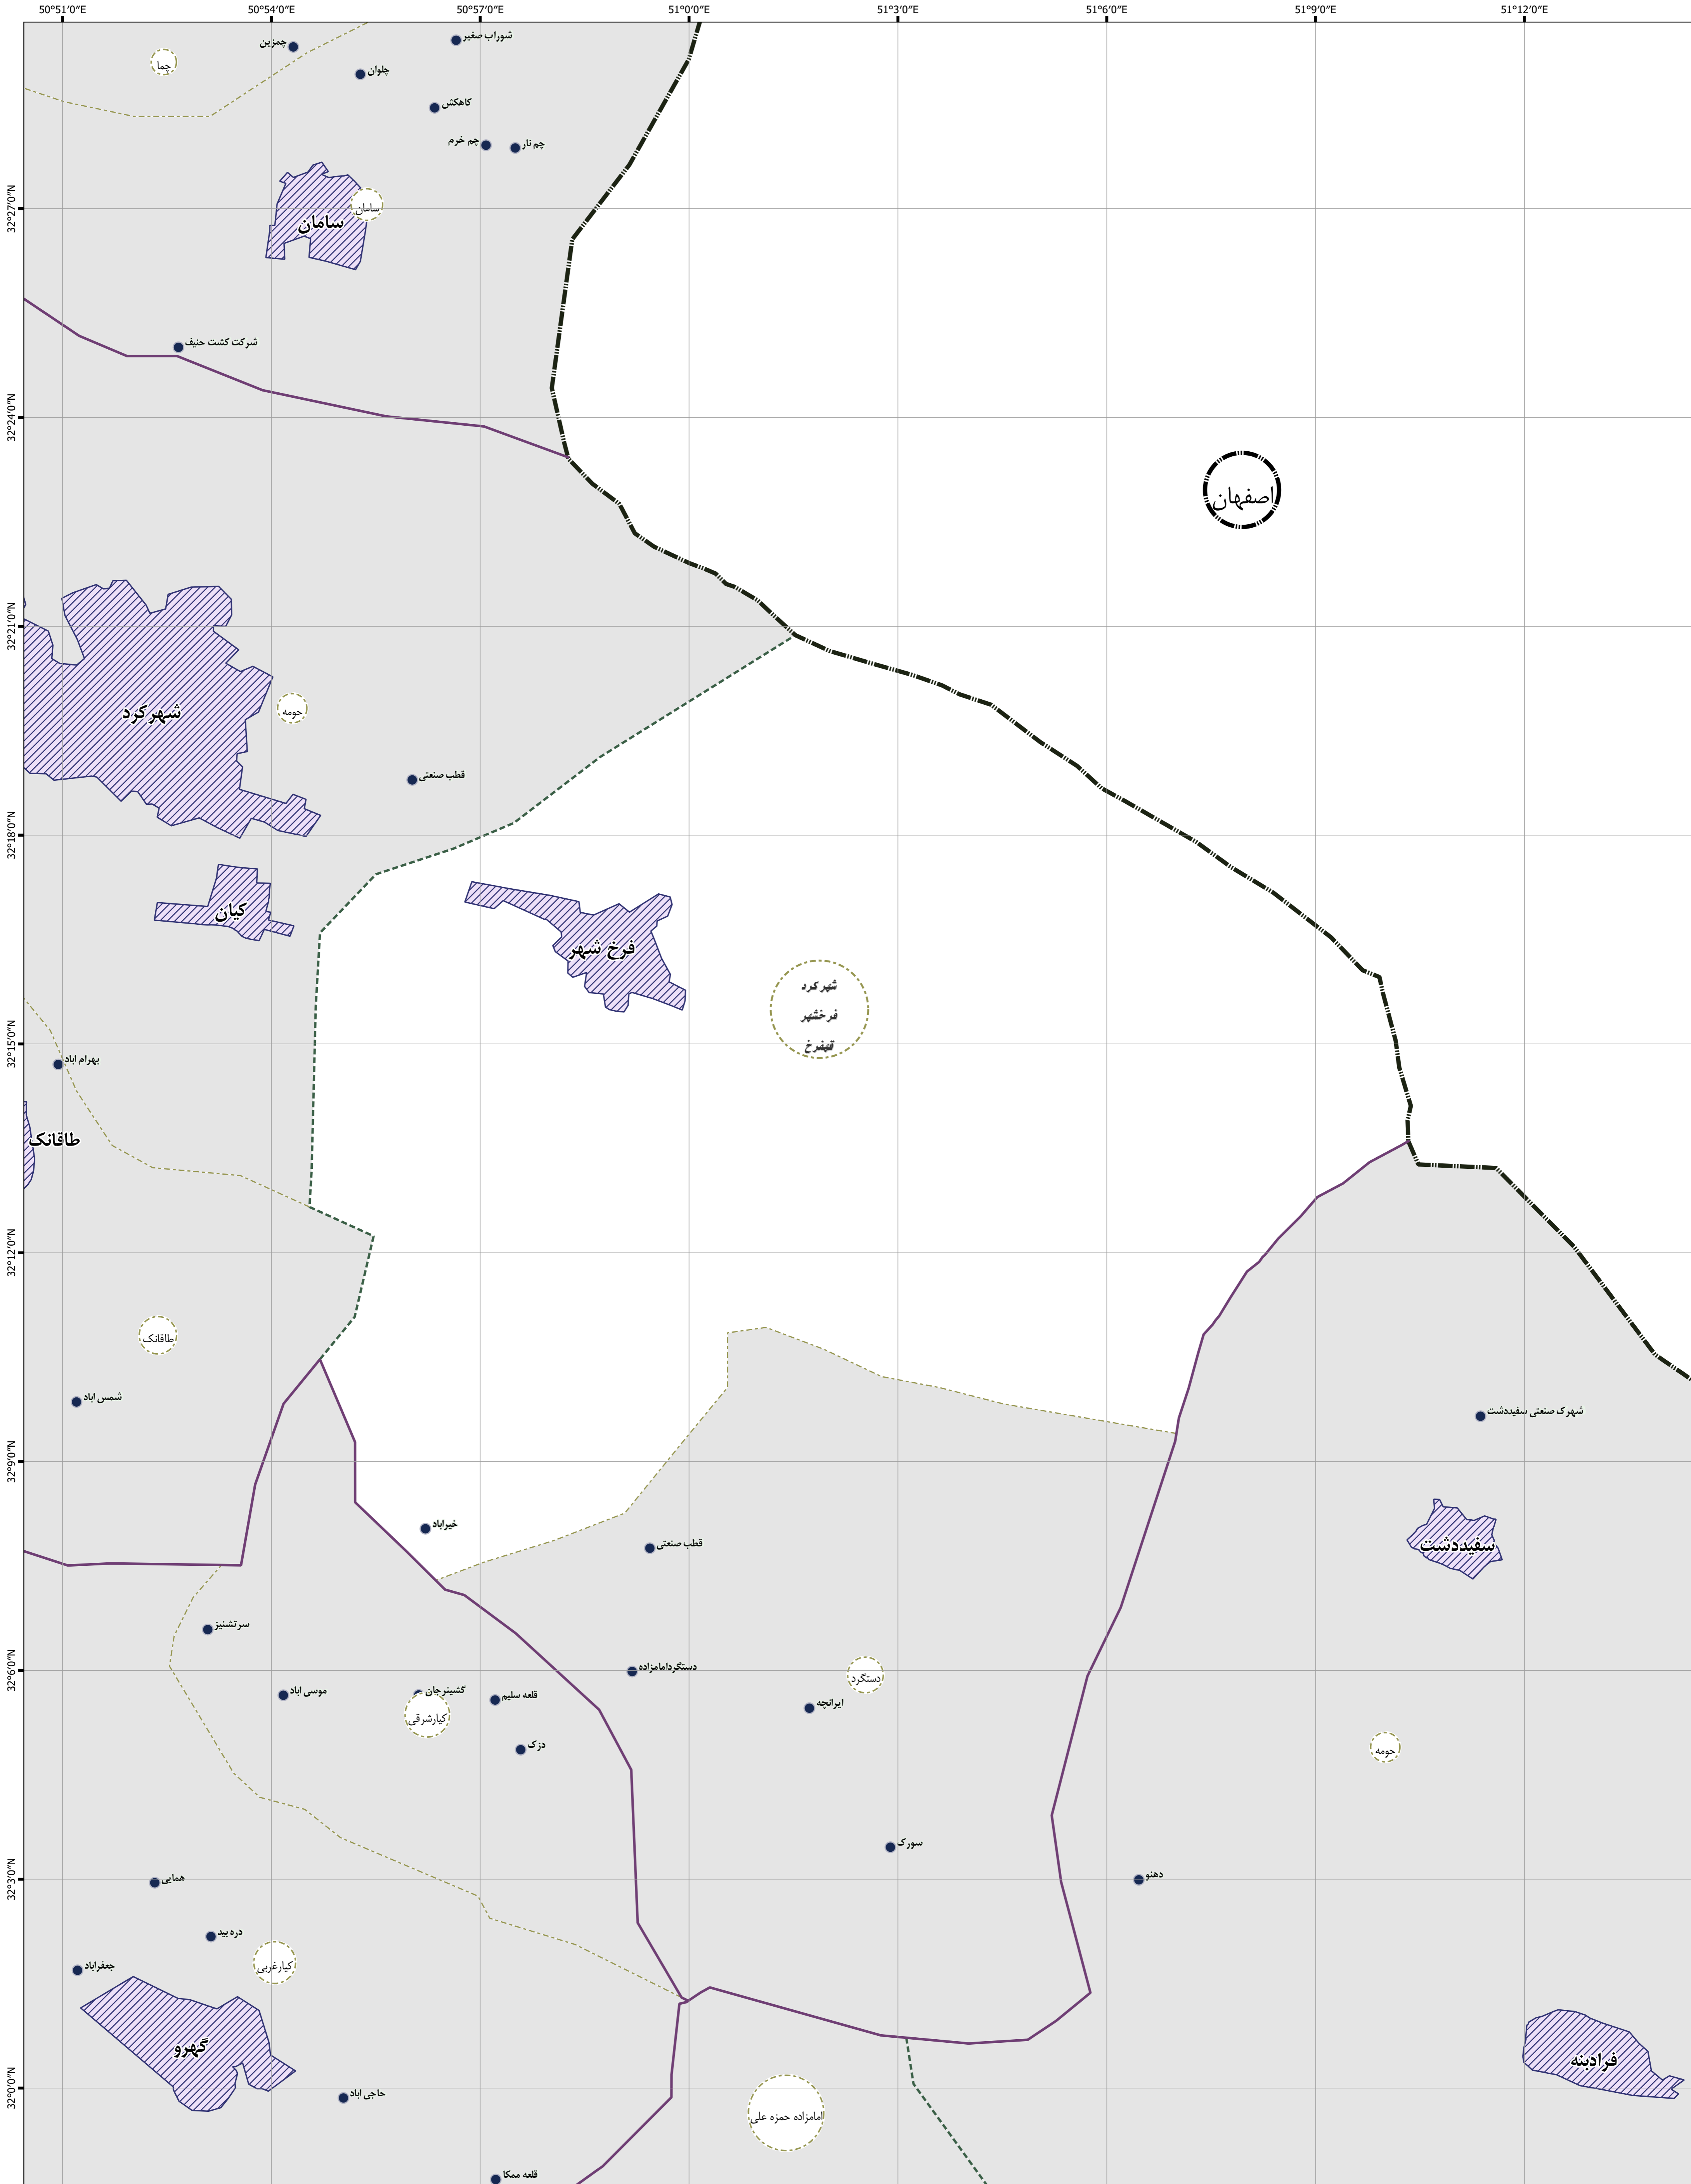 50°51'0"E
50°54'0"E
50°57'0"E
51°0'0"E
51°3'0"E
51°6'0"E
51°9'0"E
51°12'0"E
شوراب صغیر
چمزین
چما
چلوان
کاهکش
چم خرم
چم نار
32°27'0"N
سامان
سامان
شرکت کشت حنیف
32°24'0"N
اصفهان
32°21'0"N
شهرکرد
حومه
قطب صنعتی
32°18'0"N
کیان
فرخ شهر
شهرکرد
فرخشهر
قهفرخ
32°15'0"N
بهرام اباد
طاقانک
32°12'0"N
طاقانک
شمس اباد
شهرک صنعتی سفیددشت
32°9'0"N
خیراباد
قطب صنعتی
سفیددشت
سرتشنیز
32°6'0"N
دستگردامامزاده
دستگرد
موسی اباد
گشنیزجان
قلعه سلیم
ایرانچه
کیارشرقی
دزک
حومه
سورک
32°3'0"N
همایی
دهنو
دره بید
کیارغربی
جعفراباد
گهرو
فرادبنه
32°0'0"N
حاجی اباد
امامزاده حمزه علی
قلعه ممکا